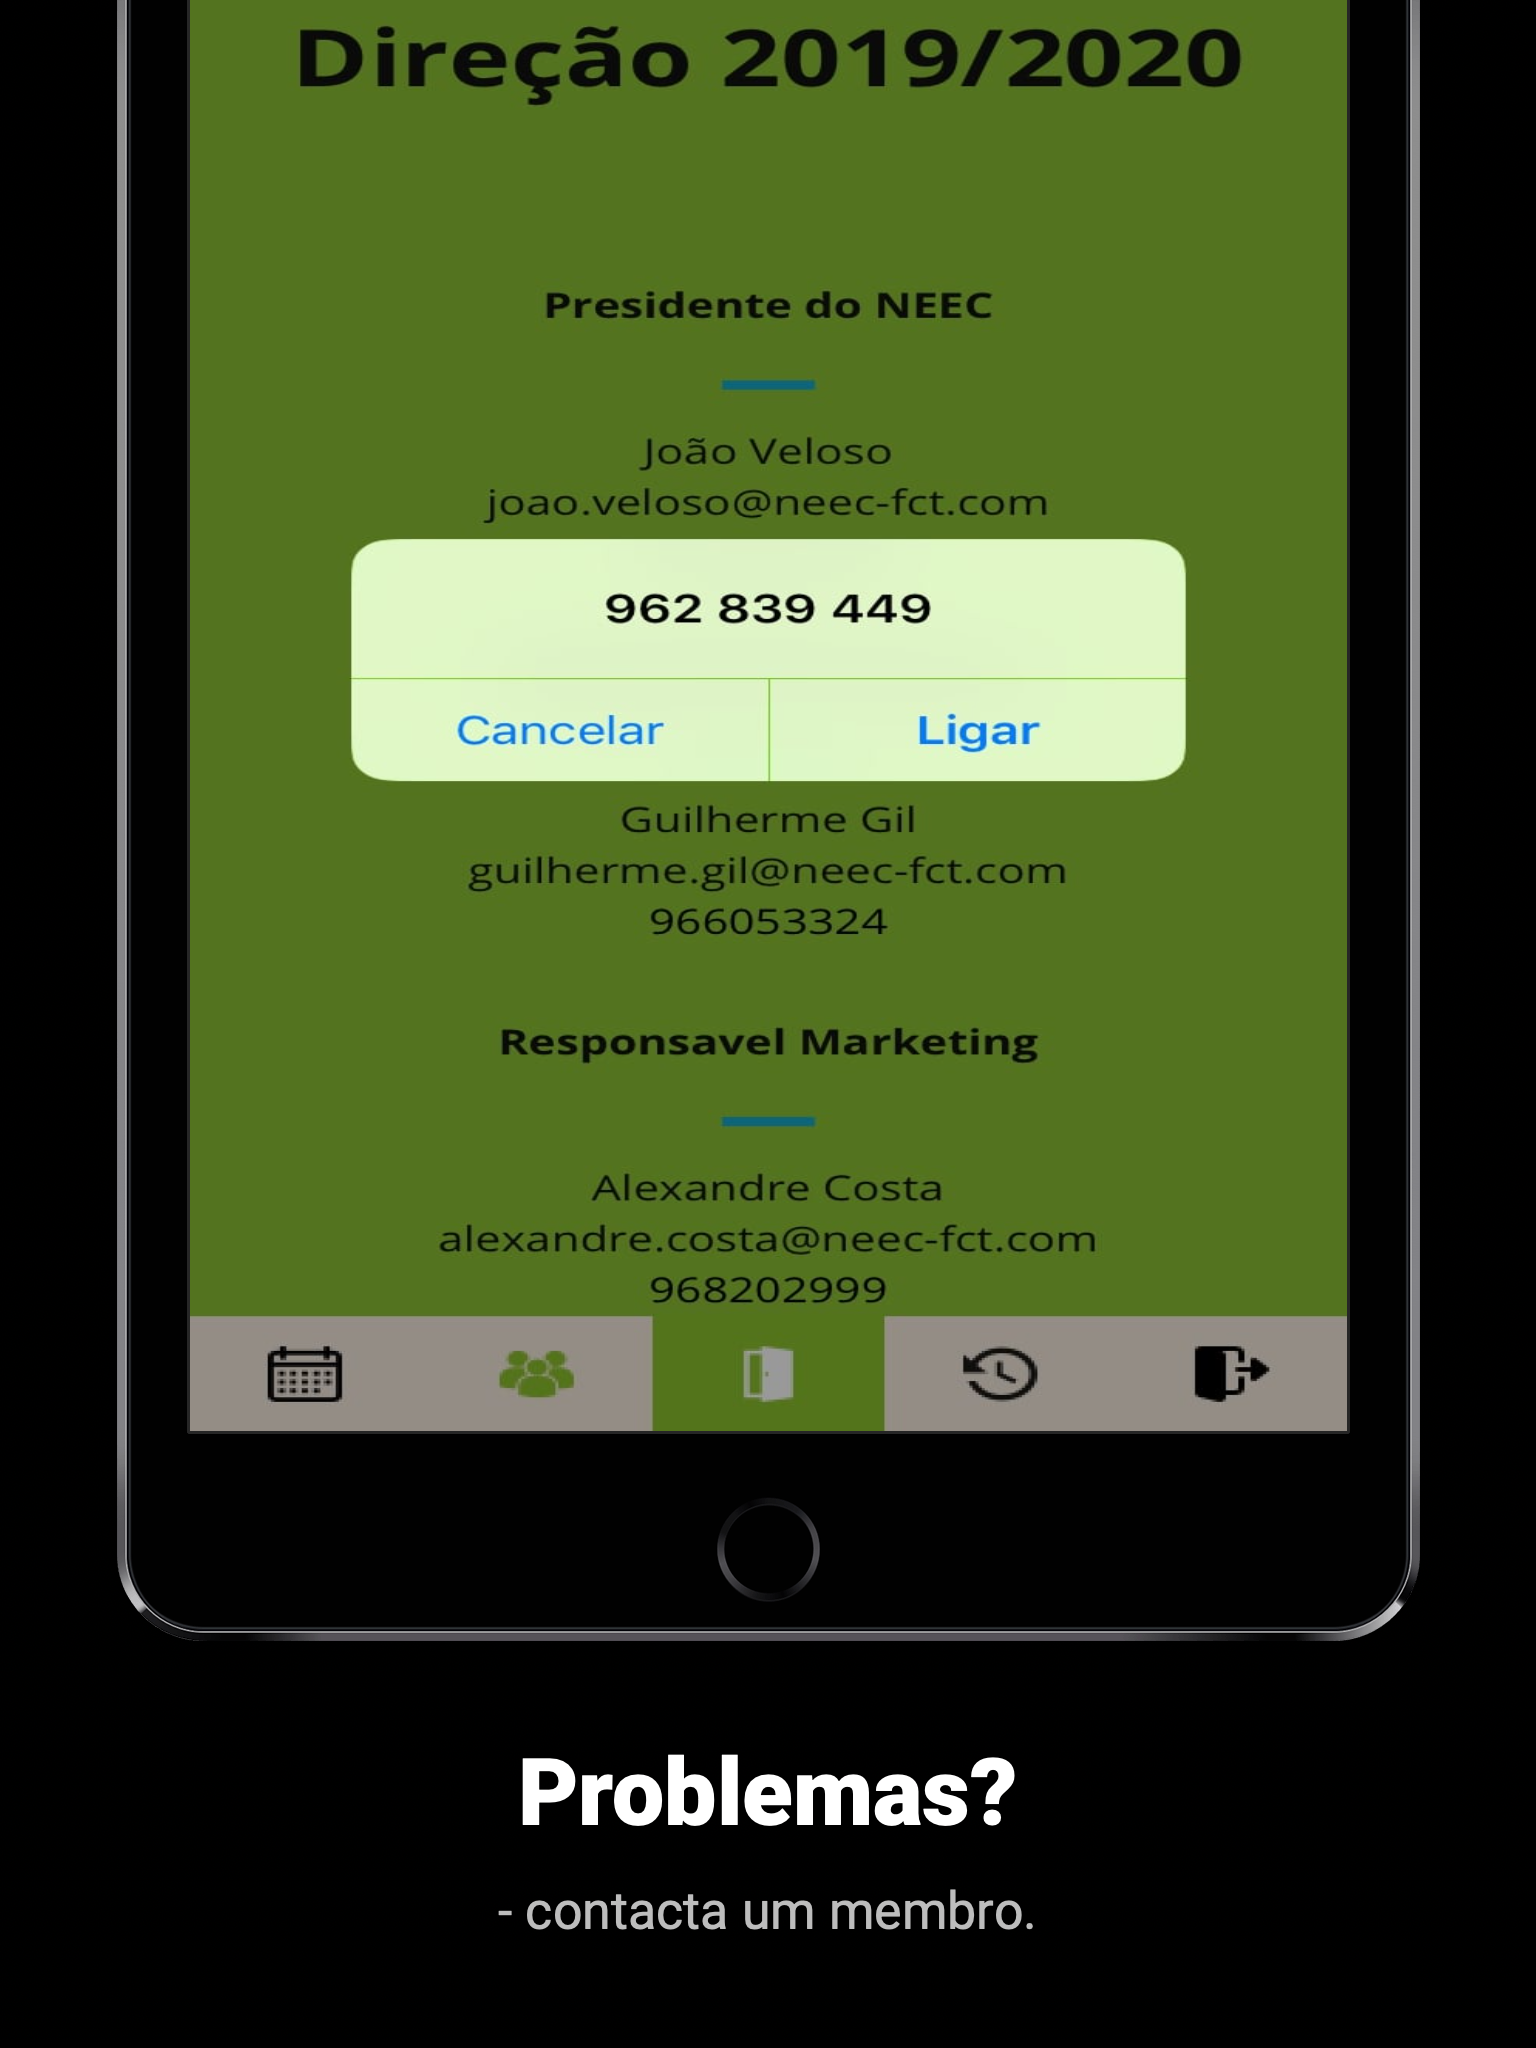 Direção 2019/2020
Presidente do NEEC
João Veloso
joao.veloso@neec-fct.com
962 839 449
Cancelar
Ligar
Guilherme Gil
guilherme.gil@neec-fct.com
966053324
Responsavel Marketing
Alexandre Costa
alexandre.costa@neec-fct.com
968202999
Problemas?
- contacta um membro.